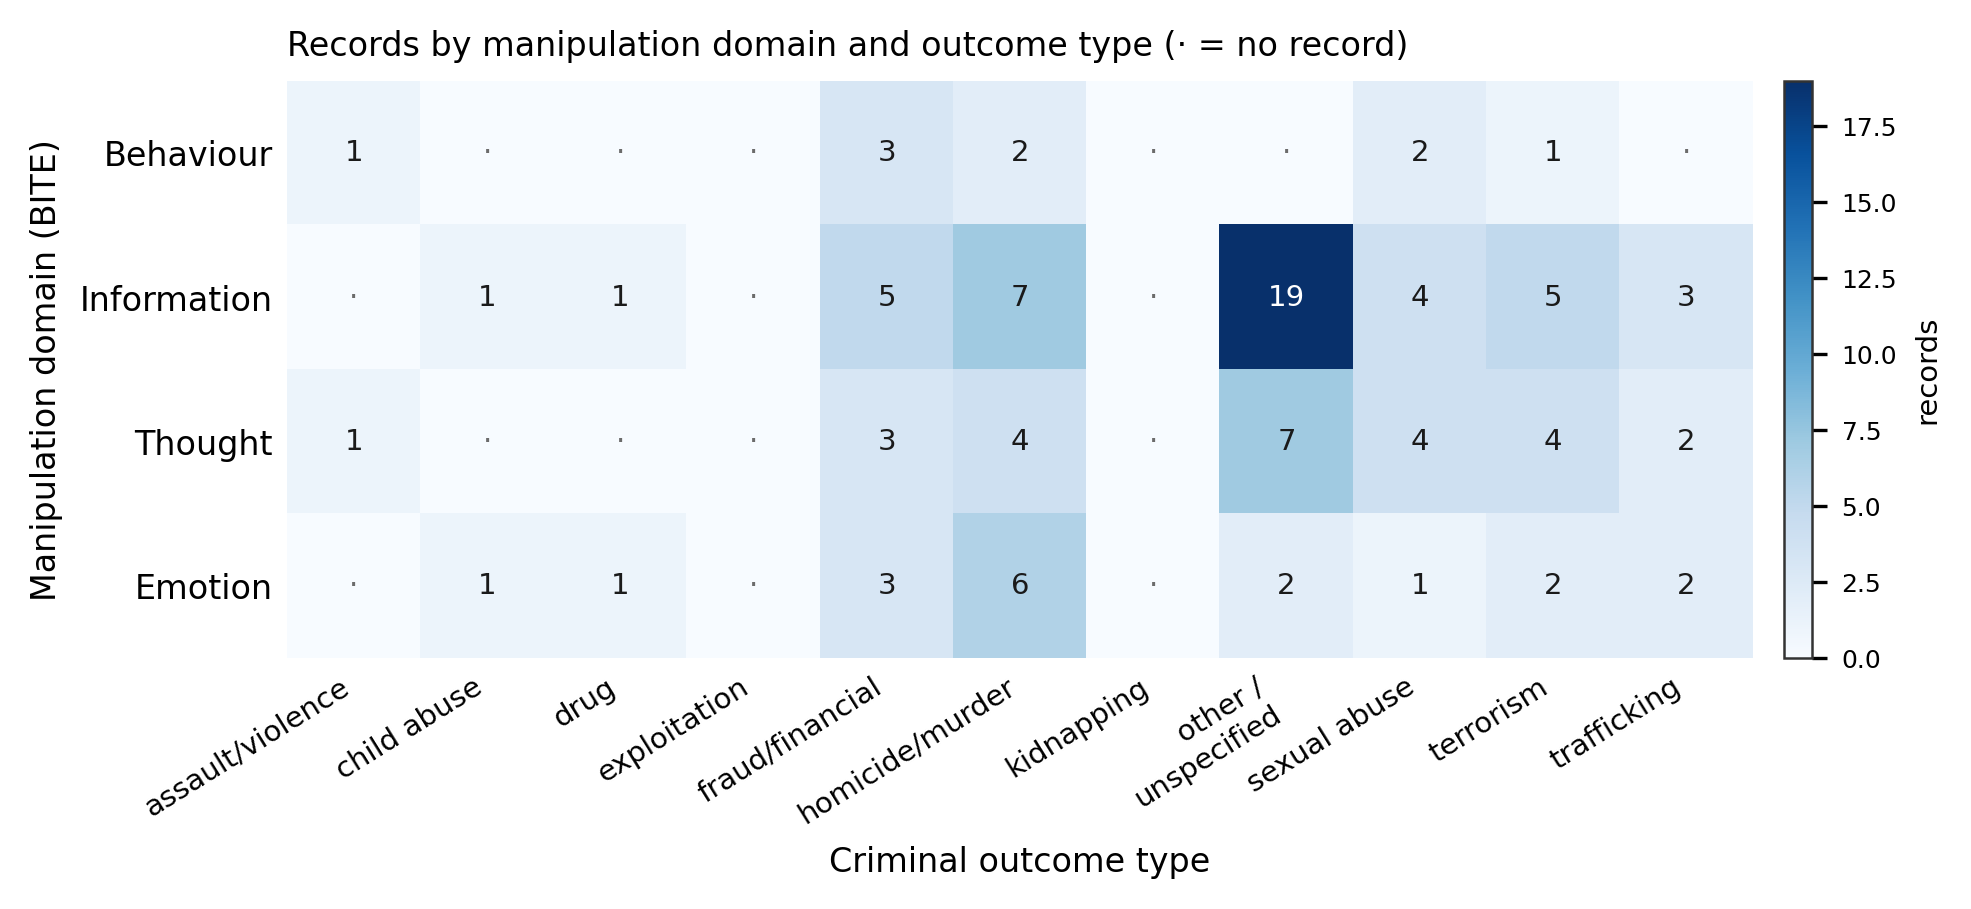 Records by manipulation domain and outcome type (· = no record)
Manipulation domain (BITE)
Behaviour 1 · · · 3 2 · · 2 1 ·
Information · 1 1 · 5 7 · 19 4 5 3
Thought 1 · · · 3 4 · 7 4 4 2
Emotion · 1 1 · 3 6 · 2 1 2 2
assault/violence
child abuse
drug
exploitation
fraud/financial
homicide/murder
kidnapping
other /
unspecified
sexual abuse
terrorism
trafficking
Criminal outcome type
17.5
15.0
12.5
10.0
7.5
5.0
2.5
0.0
records